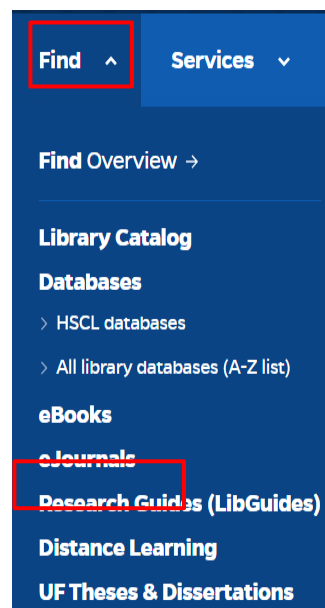 Find ^ Services ⌄
Find Overview →
Library Catalog
Databases
> HSCL databases
> All library databases (A-Z list)
eBooks
eJournals
Research Guides (LibGuides)
Distance Learning
UF Theses & Dissertations